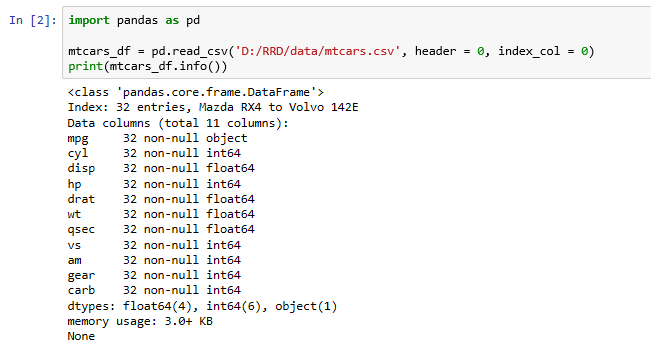 In [2]: import pandas as pd
mtcars_df = pd.read_csv('D:/RRD/data/mtcars.csv', header = 0, index_col = 0)
print(mtcars_df.info())
<class 'pandas.core.frame.DataFrame'>
Index: 32 entries, Mazda RX4 to Volvo 142E
Data columns (total 11 columns):
mpg     32 non-null object
cyl     32 non-null int64
disp    32 non-null float64
hp      32 non-null int64
drat    32 non-null float64
wt      32 non-null float64
qsec    32 non-null float64
vs      32 non-null int64
am      32 non-null int64
gear    32 non-null int64
carb    32 non-null int64
dtypes: float64(4), int64(6), object(1)
memory usage: 3.0+ KB
None